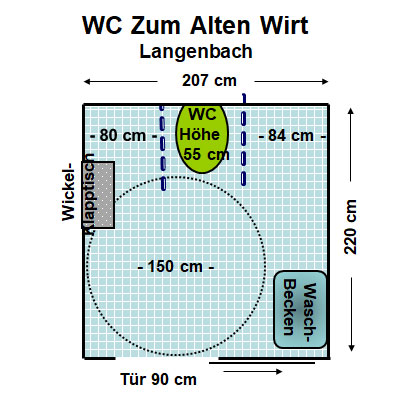 WC Zum Alten Wirt
Langenbach
207 cm
- 80 cm -
WC
Höhe
55 cm
- 84 cm -
Wickel-
Klapptisch
- 150 cm -
220 cm
Wasch-
Becken
Tür 90 cm